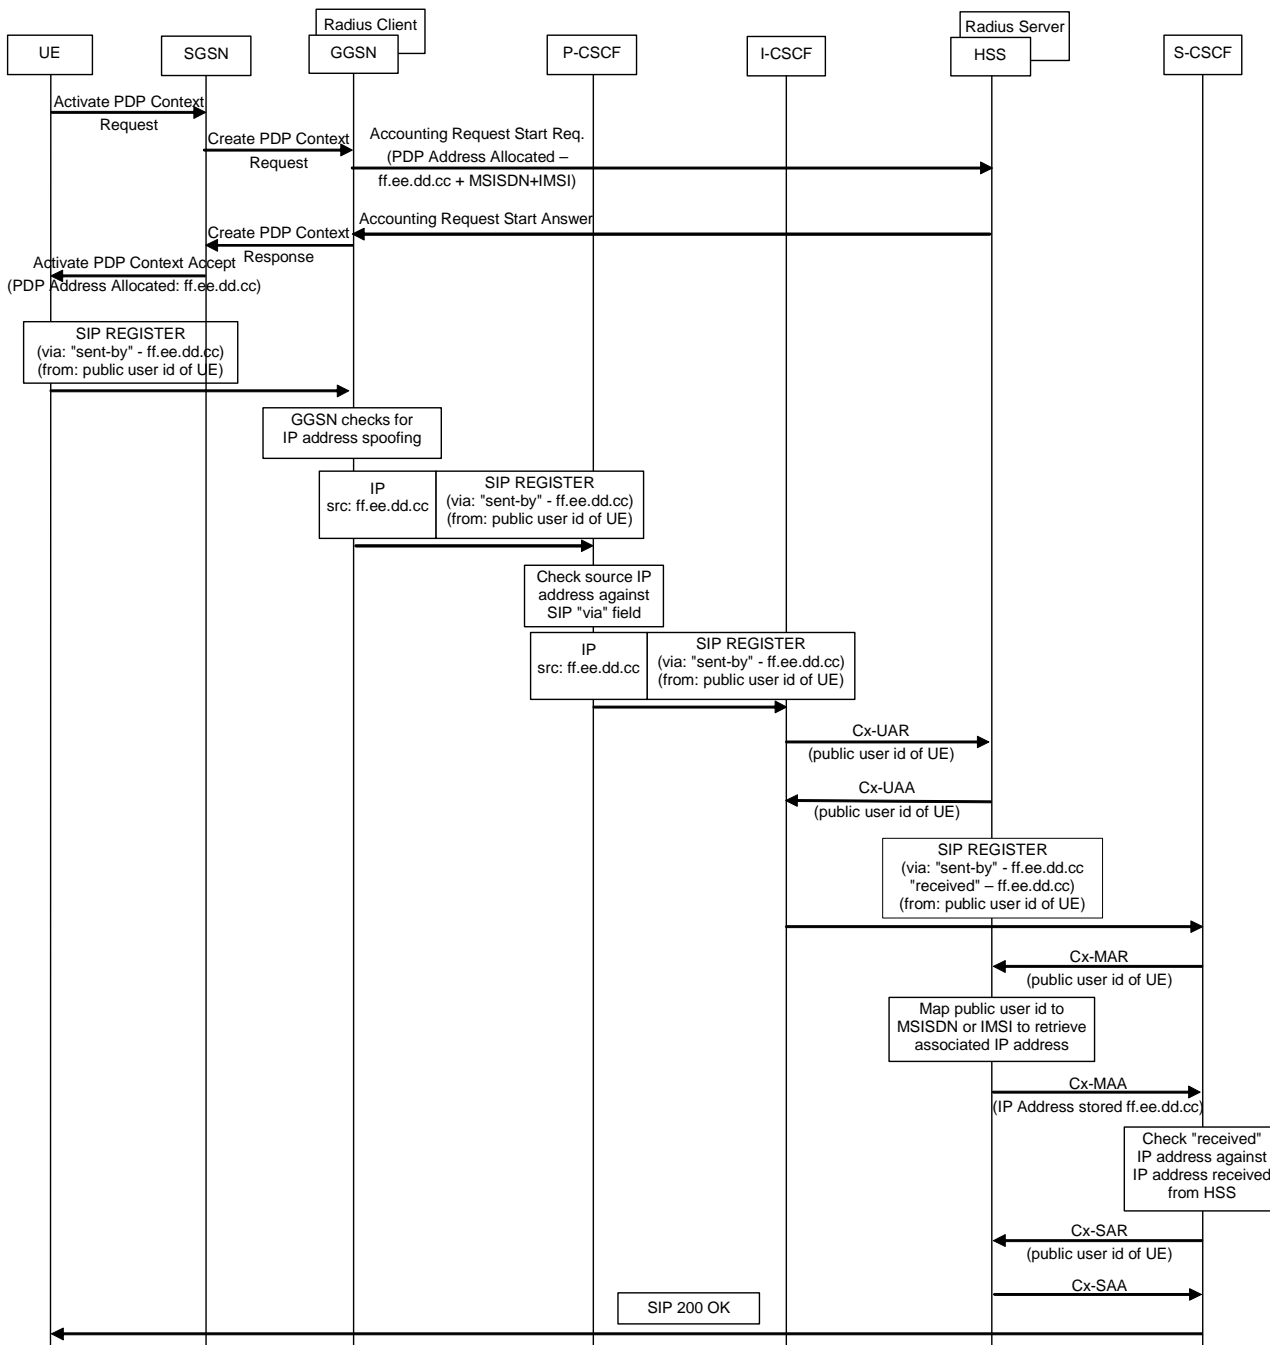 Radius Client
Radius Server
UE
SGSN
GGSN
P-CSCF
I-CSCF
HSS
S-CSCF
Activate PDP Context
Request
Create PDP Context
Request
Accounting Request Start Req.
(PDP Address Allocated –
ff.ee.dd.cc + MSISDN+IMSI)
Accounting Request Start Answer
Create PDP Context
Response
Activate PDP Context Accept
(PDP Address Allocated: ff.ee.dd.cc)
SIP REGISTER
(via: "sent-by" - ff.ee.dd.cc)
(from: public user id of UE)
GGSN checks for
IP address spoofing
IP
src: ff.ee.dd.cc
SIP REGISTER
(via: "sent-by" - ff.ee.dd.cc)
(from: public user id of UE)
Check source IP
address against
SIP "via" field
IP
src: ff.ee.dd.cc
SIP REGISTER
(via: "sent-by" - ff.ee.dd.cc)
(from: public user id of UE)
Cx-UAR
(public user id of UE)
Cx-UAA
(public user id of UE)
SIP REGISTER
(via: "sent-by" - ff.ee.dd.cc
"received" – ff.ee.dd.cc)
(from: public user id of UE)
Cx-MAR
(public user id of UE)
Map public user id to
MSISDN or IMSI to retrieve
associated IP address
Cx-MAA
(IP Address stored ff.ee.dd.cc)
Check "received"
IP address against
IP address received
from HSS
Cx-SAR
(public user id of UE)
Cx-SAA
SIP 200 OK